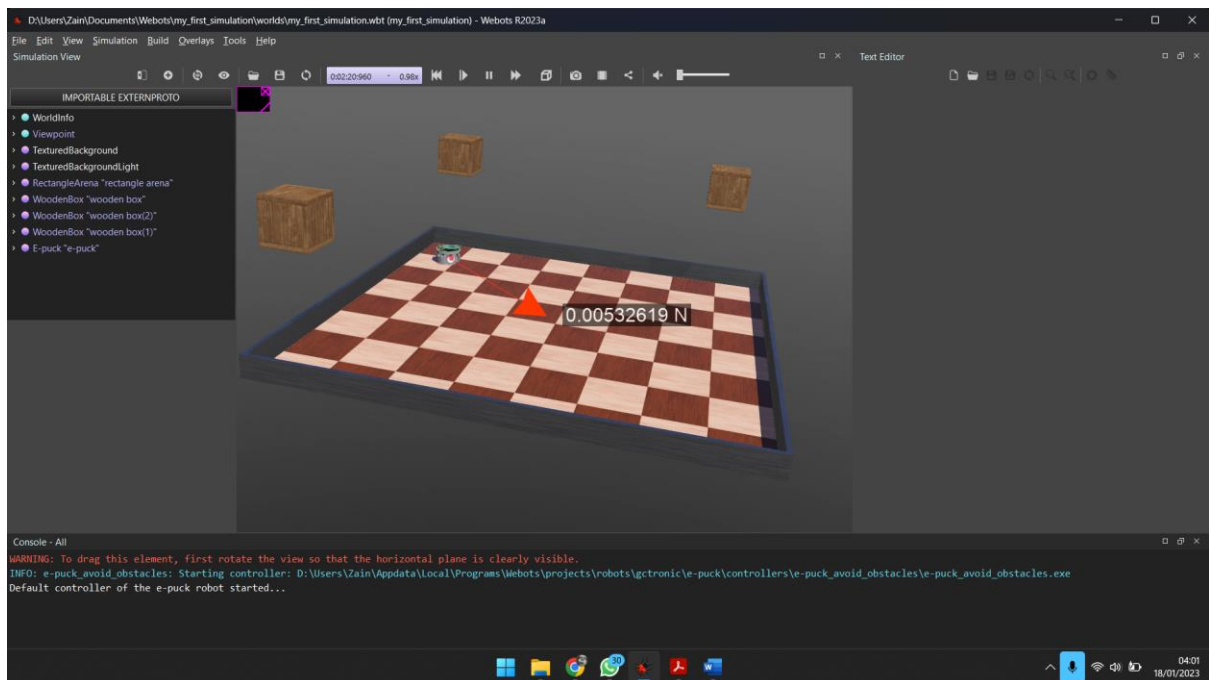 D:\Users\Zain\Documents\Webots\my_first_simulation\worlds\my_first_simulation.wbt (my_first_simulation) - Webots R2023a
File Edit View Simulation Build Overlays Tools Help
Simulation View
Text Editor
0:02:20:960 - 0.98x
IMPORTABLE EXTERNPROTO
WorldInfo
Viewpoint
TexturedBackground
TexturedBackgroundLight
RectangleArena "rectangle arena"
WoodenBox "wooden box"
WoodenBox "wooden box(2)"
WoodenBox "wooden box(1)"
E-puck "e-puck"
0.00532619 N
Console - All
WARNING: To drag this element, first rotate the view so that the horizontal plane is clearly visible.
INFO: e-puck_avoid_obstacles: Starting controller: D:\Users\Zain\Appdata\Local\Programs\Webots\projects\robots\gctronic\e-puck\controllers\e-puck_avoid_obstacles\e-puck_avoid_obstacles.exe
Default controller of the e-puck robot started...
30
04:01
18/01/2023